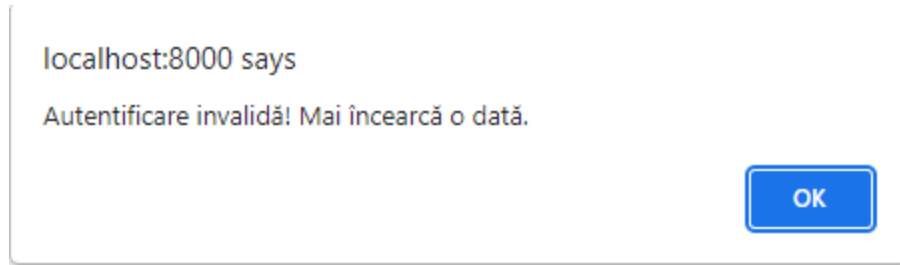 localhost:8000 says
Autentificare invalidă! Mai încearcă o dată.
OK